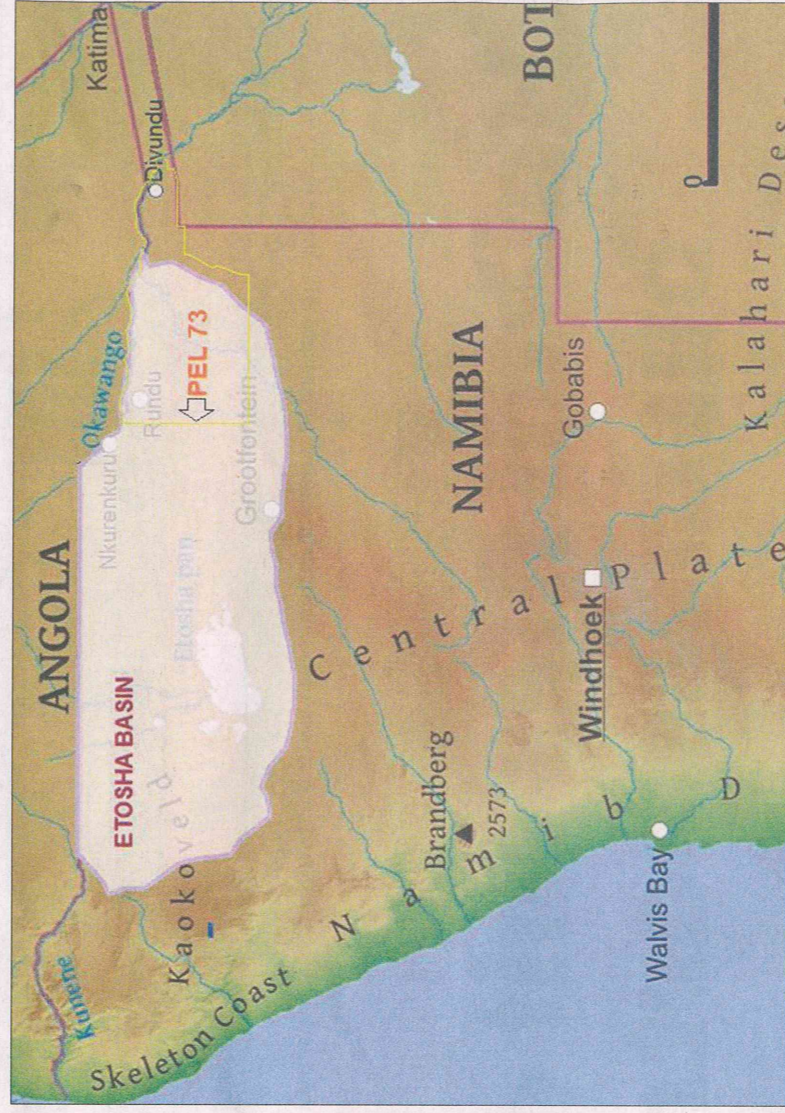 Kunene
ANGOLA
Okawango
Katima
Nkurenkuru
Rundu
Divundu
ETOSHA BASIN
PEL 73
Etosha pan
Grootfontein
Kaokoveld
Skeleton Coast
Central Plate
NAMIBIA
BOT
Brandberg
2573
Namib D
Gobabis
Windhoek
Walvis Bay
0
Kalahari Des